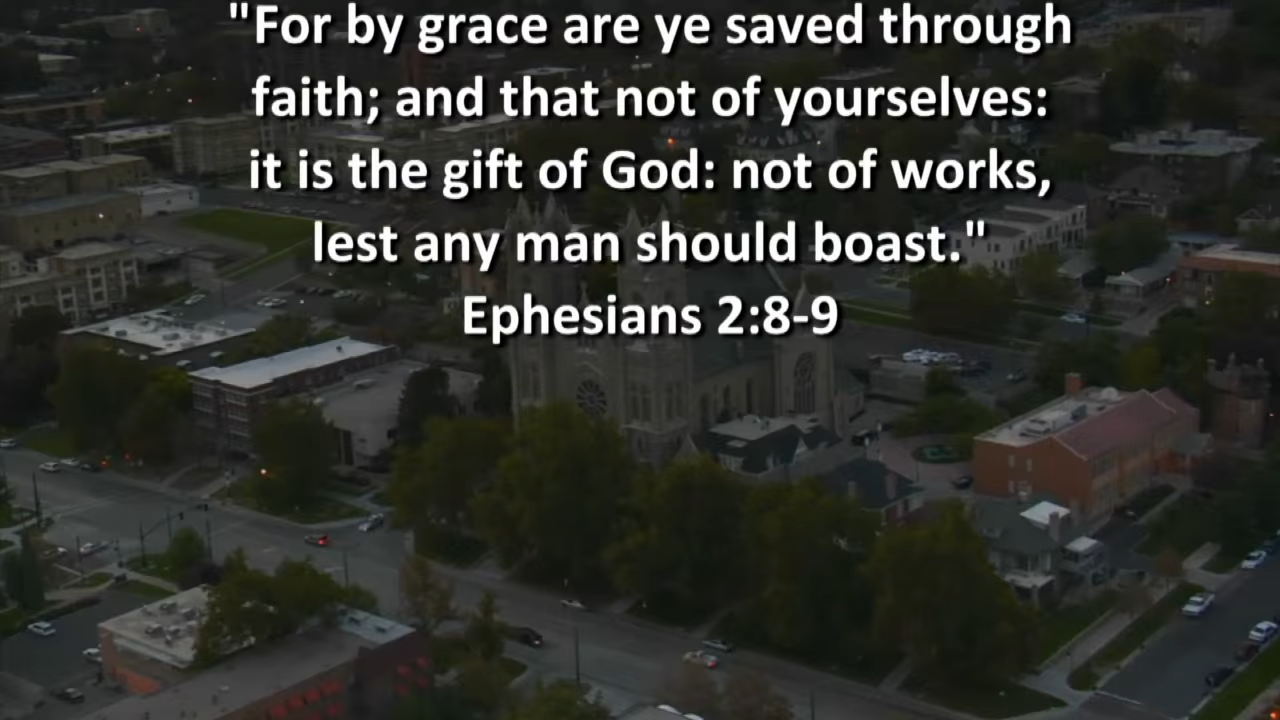 "For by grace are ye saved through
faith; and that not of yourselves:
it is the gift of God: not of works,
lest any man should boast."
Ephesians 2:8-9